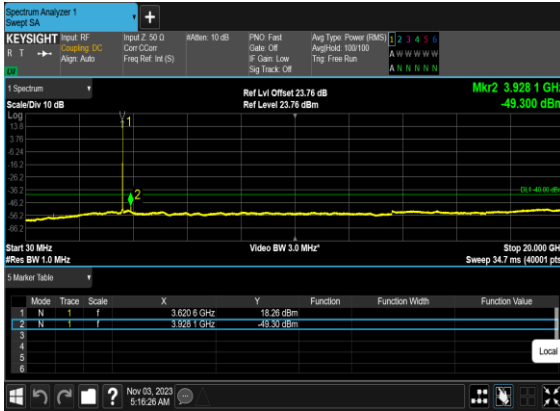 Spectrum Analyzer 1
Swept SA
+
KEYSIGHT Input: RF Input Z: 50 Ω #Atten: 10 dB PNO: Fast Avg Type: Power (RMS) 1 2 3 4 5 6
R T Coupling: DC Corr CCorr Gate: Off Avg|Hold: 100/100 A W W W W W
Align: Auto Freq Ref: Int (S) IF Gain: Low Trig: Free Run
Sig Track: Off A N N N N N
1 Spectrum Ref Lvl Offset 23.76 dB Mkr2 3.928 1 GHz
Scale/Div 10 dB Ref Level 23.76 dBm -49.300 dBm
Log
13.8
3.76
-6.24
-16.2
-26.2
-36.2
-46.2
-56.2
-66.2
1
2
DL1 -40.00 dBm
Start 30 MHz Video BW 3.0 MHz* Stop 20.000 GHz
#Res BW 1.0 MHz Sweep 34.7 ms (40001 pts)
5 Marker Table
Mode Trace Scale X Y Function Function Width Function Value
1 N 1 f 3.620 6 GHz 18.26 dBm
2 N 1 f 3.928 1 GHz -49.30 dBm
3
4
5
6
Local
? Nov 03, 2023
5:16:26 AM